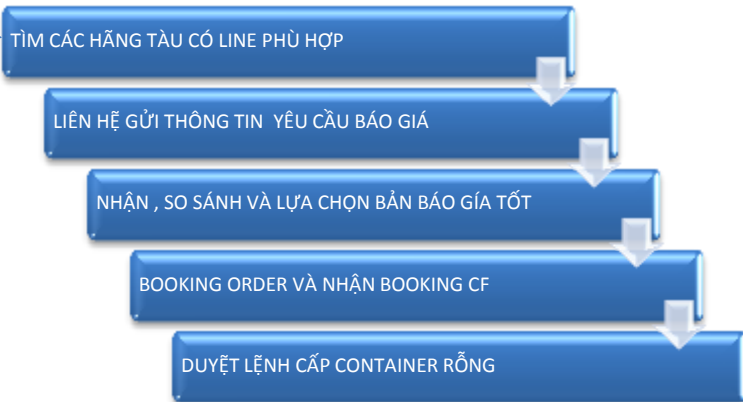 TÌM CÁC HÃNG TÀU CÓ LINE PHÙ HỢP
LIÊN HỆ GỬI THÔNG TIN YÊU CẦU BÁO GIÁ
NHẬN , SO SÁNH VÀ LỰA CHỌN BẢN BÁO GÍA TỐT
BOOKING ORDER VÀ NHẬN BOOKING CF
DUYỆT LỆNH CẤP CONTAINER RỖNG